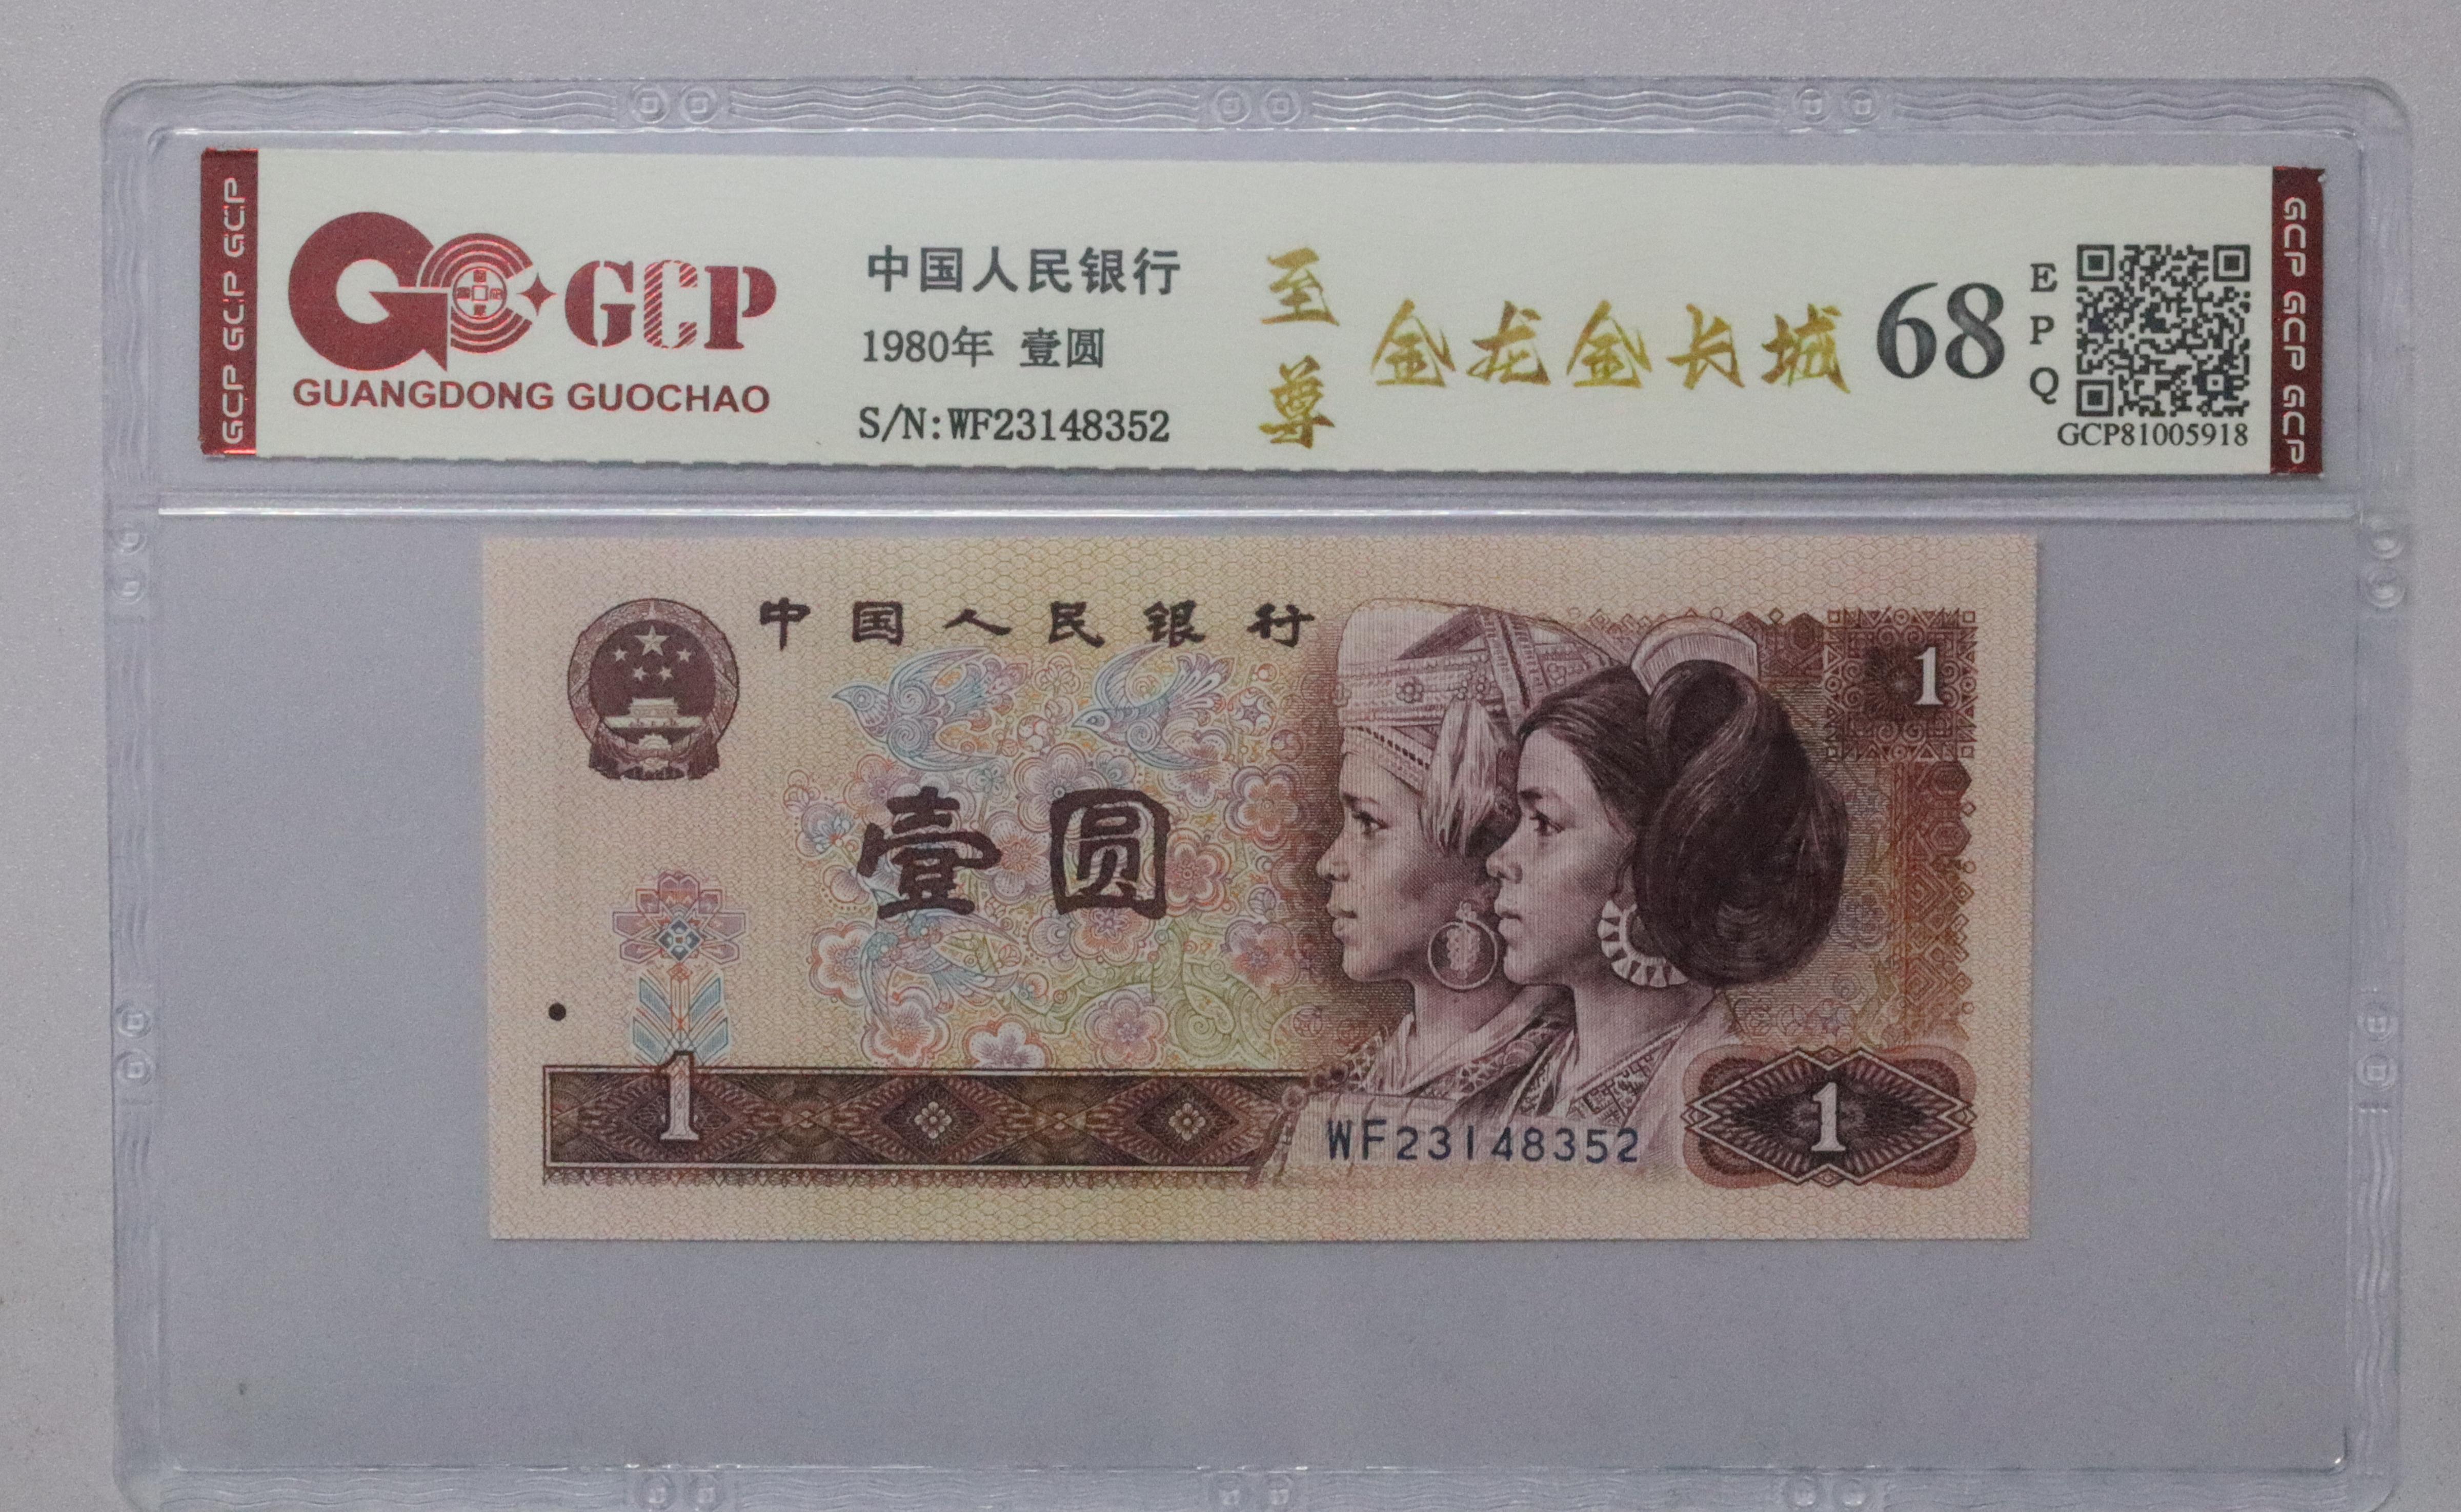 GCP GCP GCP
GCP
GUANGDONG GUOCHAO
中国人民银行
1980年 壹圆
S/N:WF23148352
至尊
金龙金长城
68
EPQ
GCP81005918
GCP GCP GCP
中国人民银行
1
壹圆
1
WF23148352
1